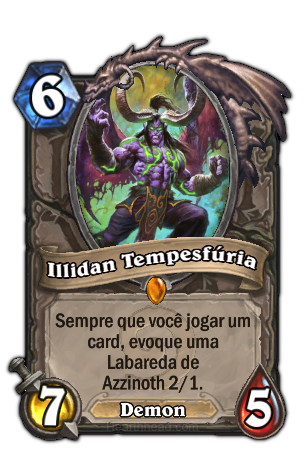 6
Illidan Tempesfúria
Sempre que você jogar um
card, evoque uma
Labareda de
Azzinoth 2/1.
7
Demon
5